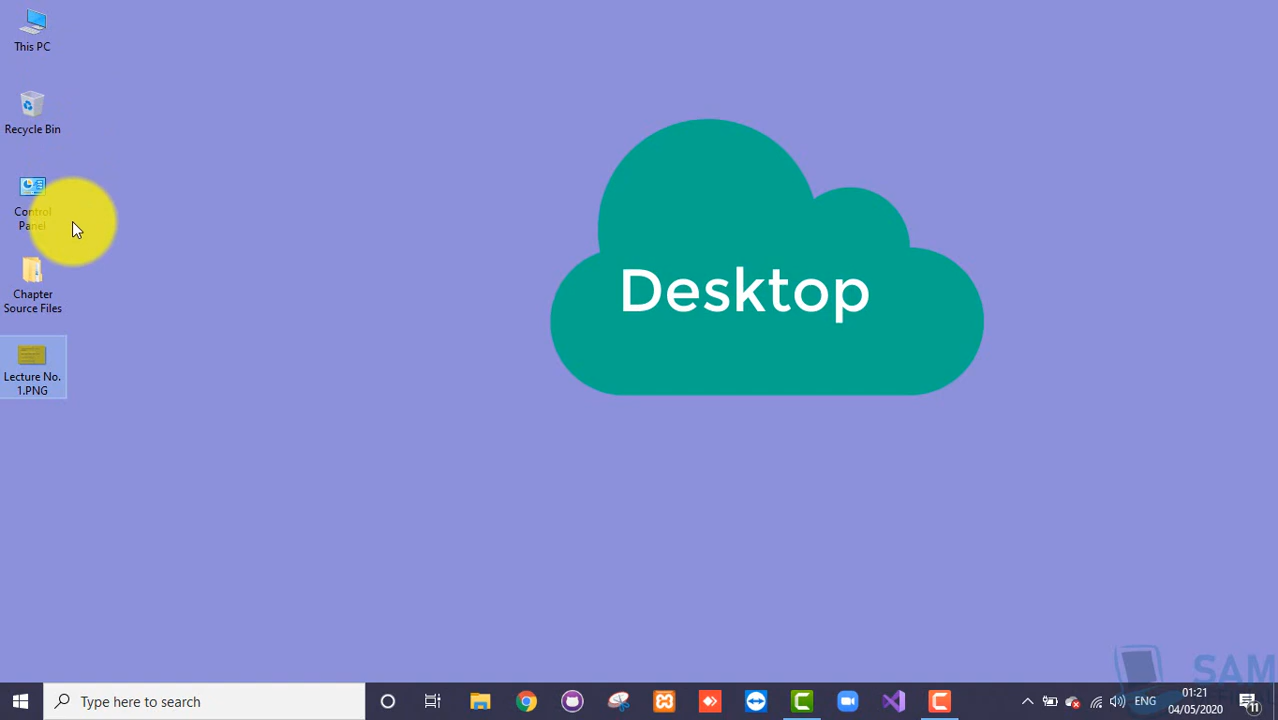 This PC
Recycle Bin
Control
Panel
Chapter
Source Files
Lecture No.
1.PNG
Desktop
SAM
Type here to search
ENG
01:21
04/05/2020
11